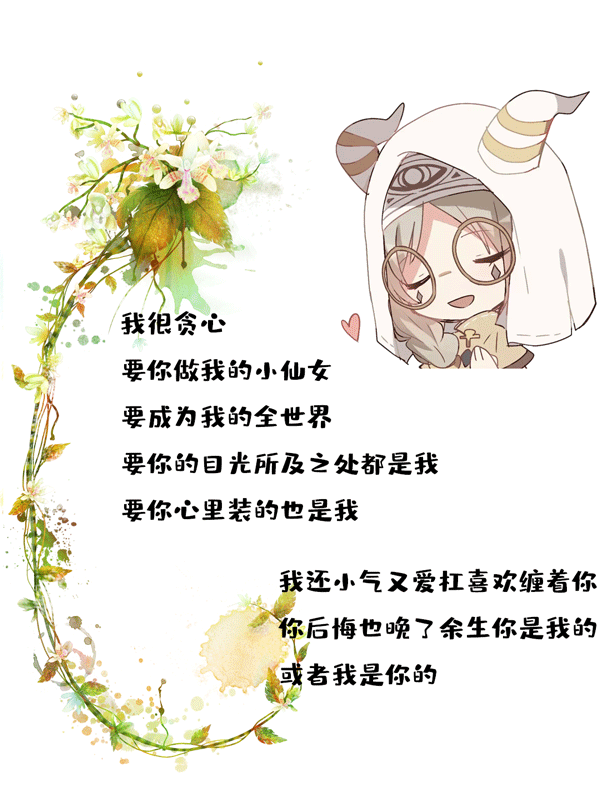 我很贪心
要你做我的小仙女
要成为我的全世界
要你的目光所及之处都是我
要你心里装的也是我
我还小气又爱杠喜欢缠着你
你后悔也晚了余生你是我的
或者我是你的